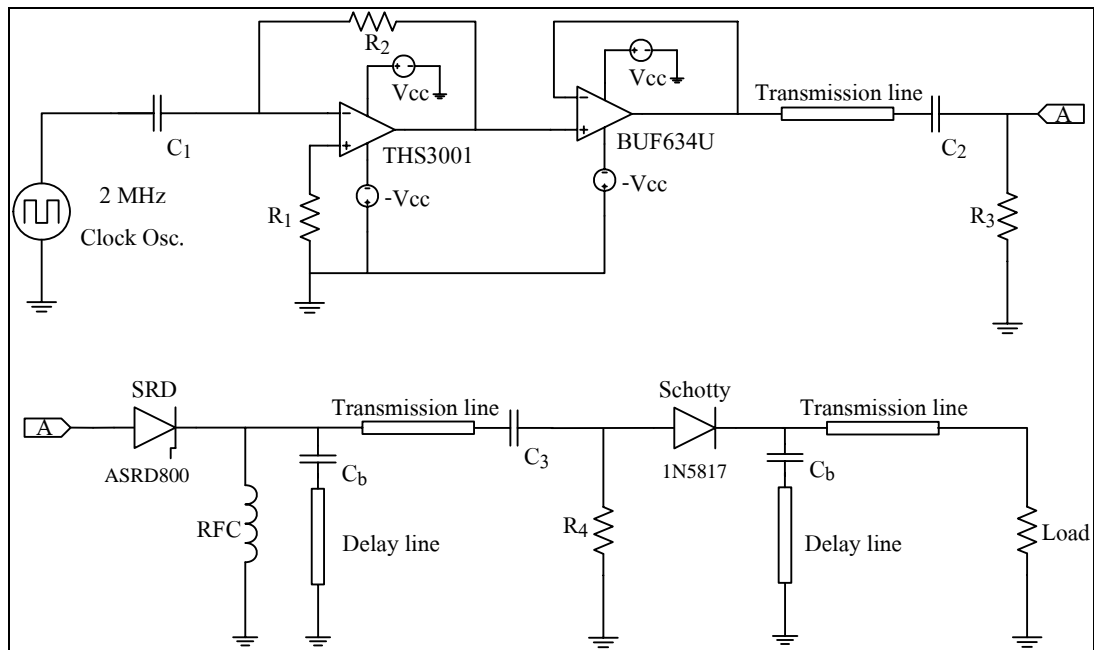 R2
Vcc
Vcc
Transmission line
A
C1
THS3001
BUF634U
C2
2 MHz
Clock Osc.
R1
-Vcc
-Vcc
R3
SRD
Schotty
A
Transmission line
Transmission line
ASRD800
Cb
C3
1N5817
Cb
RFC
Delay line
R4
Delay line
Load